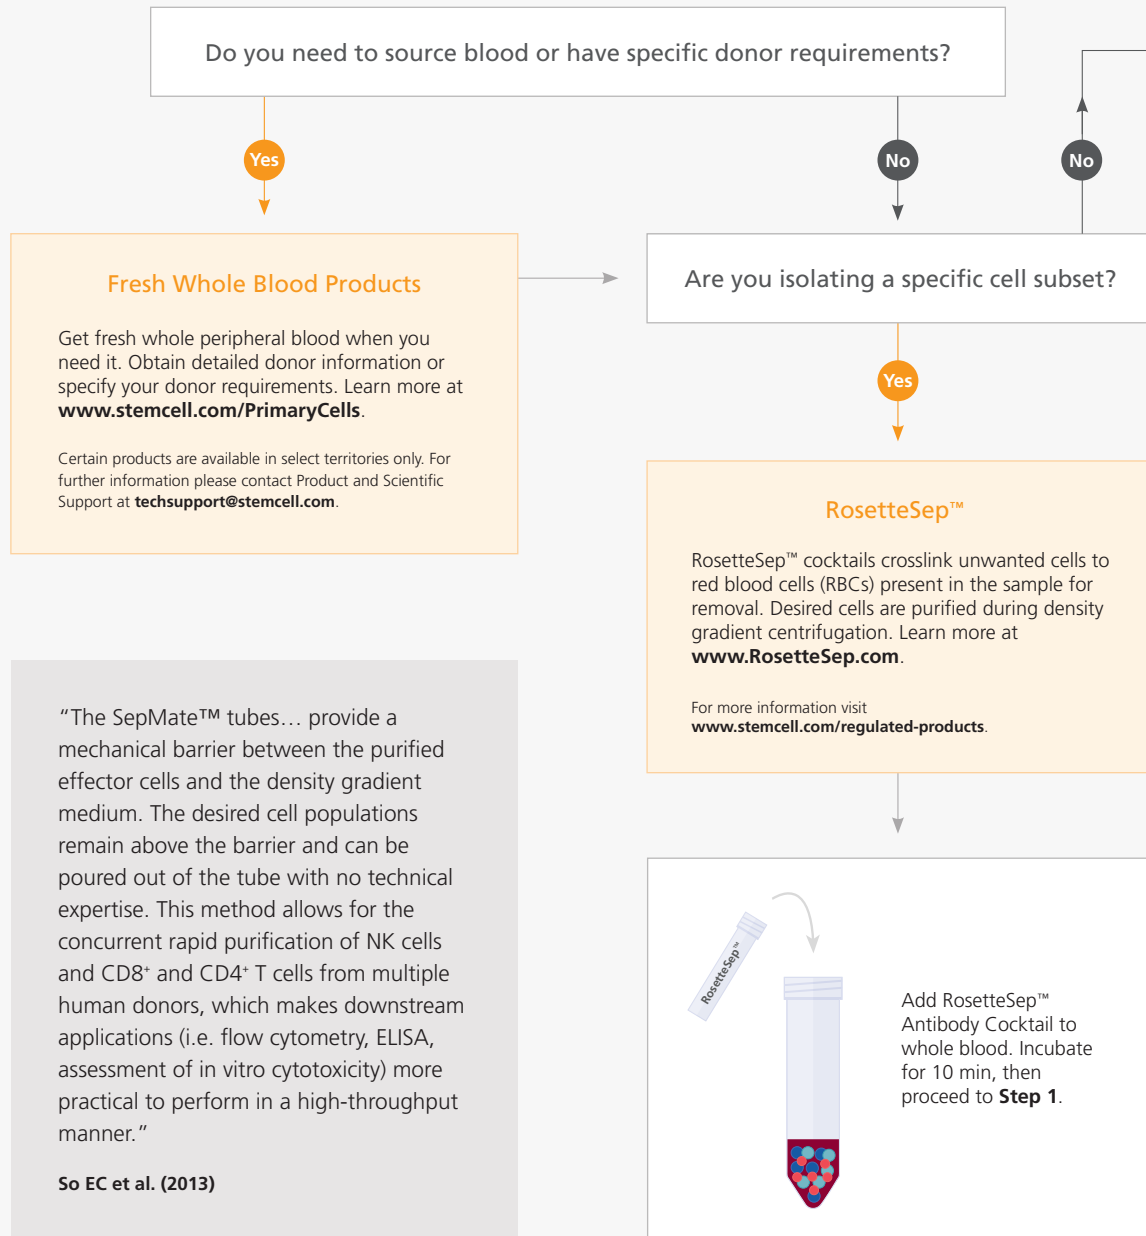 Do you need to source blood or have specific donor requirements?
Yes
No
No
Fresh Whole Blood Products
Get fresh whole peripheral blood when you
need it. Obtain detailed donor information or
specify your donor requirements. Learn more at
www.stemcell.com/PrimaryCells.
Certain products are available in select territories only. For
further information please contact Product and Scientific
Support at techsupport@stemcell.com.
Are you isolating a specific cell subset?
Yes
RosetteSep™
RosetteSep™ cocktails crosslink unwanted cells to
red blood cells (RBCs) present in the sample for
removal. Desired cells are purified during density
gradient centrifugation. Learn more at
www.RosetteSep.com.
For more information visit
www.stemcell.com/regulated-products.
“The SepMate™ tubes… provide a
mechanical barrier between the purified
effector cells and the density gradient
medium. The desired cell populations
remain above the barrier and can be
poured out of the tube with no technical
expertise. This method allows for the
concurrent rapid purification of NK cells
and CD8⁺ and CD4⁺ T cells from multiple
human donors, which makes downstream
applications (i.e. flow cytometry, ELISA,
assessment of in vitro cytotoxicity) more
practical to perform in a high-throughput
manner.”
So EC et al. (2013)
RosetteSep™
Add RosetteSep™
Antibody Cocktail to
whole blood. Incubate
for 10 min, then
proceed to Step 1.